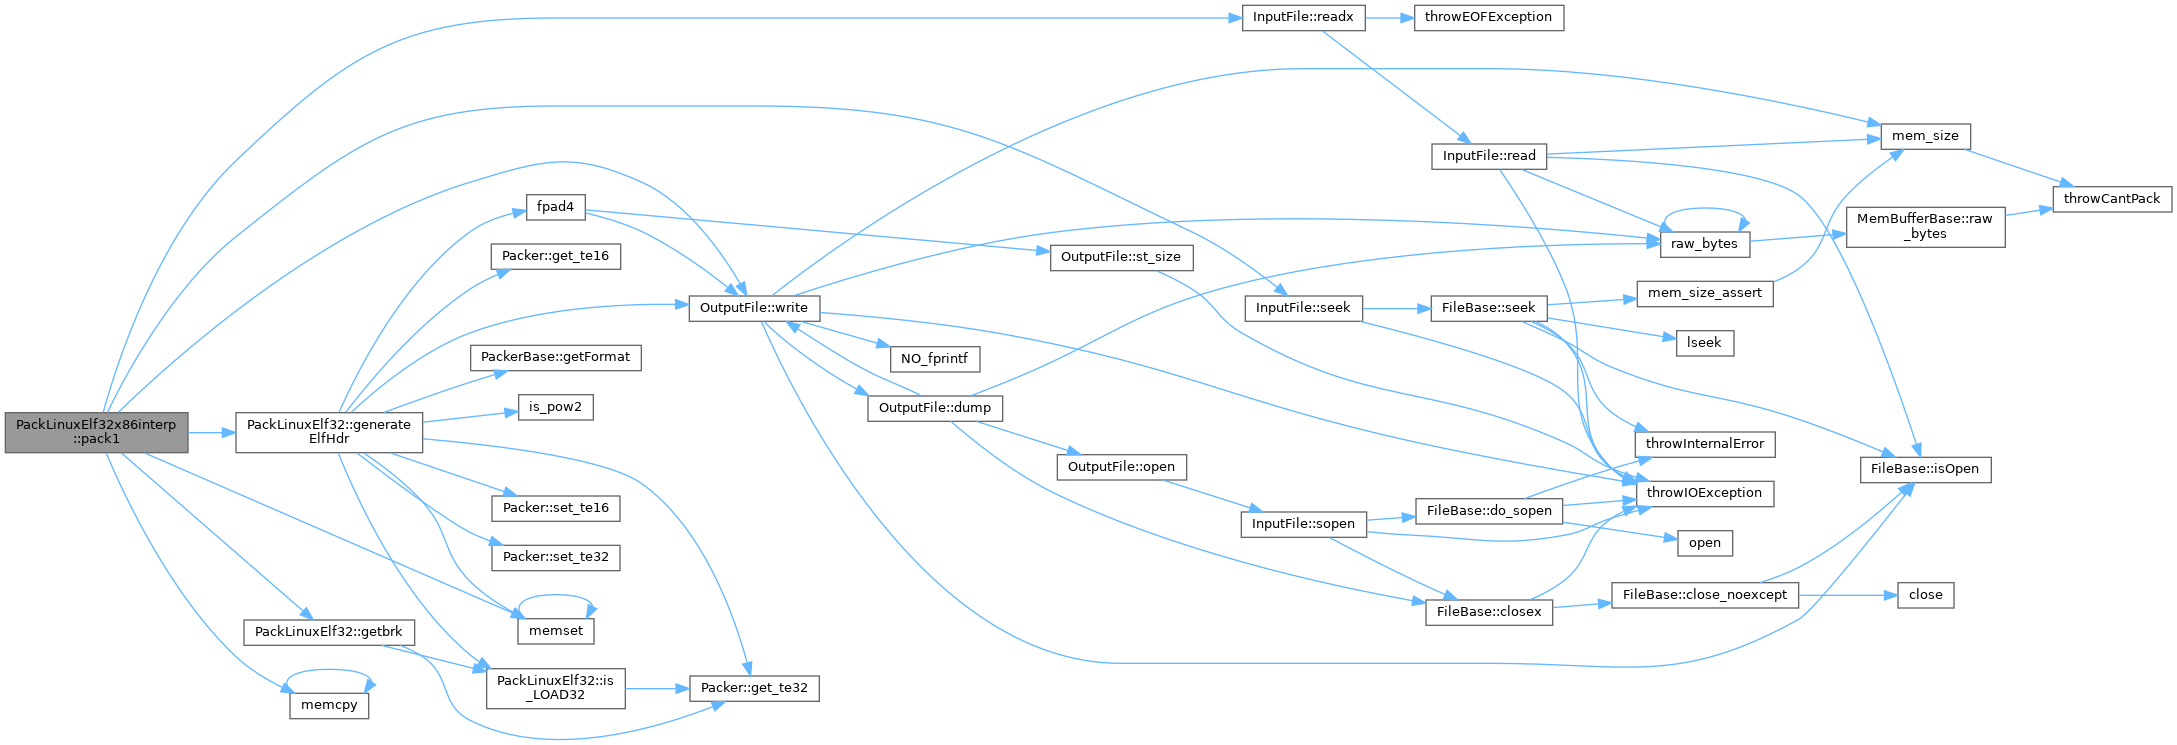 PackLinuxElf32x86interp
::pack1
PackLinuxElf32::generate
ElfHdr
PackLinuxElf32::getbrk
memcpy
fpad4
Packer::get_te16
PackerBase::getFormat
is_pow2
Packer::set_te16
Packer::set_te32
memset
PackLinuxElf32::is
_LOAD32
OutputFile::write
Packer::get_te32
NO_fprintf
OutputFile::dump
OutputFile::st_size
OutputFile::open
InputFile::readx
InputFile::seek
InputFile::sopen
throwEOFException
InputFile::read
FileBase::seek
FileBase::do_sopen
FileBase::closex
raw_bytes
mem_size_assert
lseek
throwInternalError
throwIOException
open
FileBase::close_noexcept
mem_size
MemBufferBase::raw
_bytes
FileBase::isOpen
close
throwCantPack